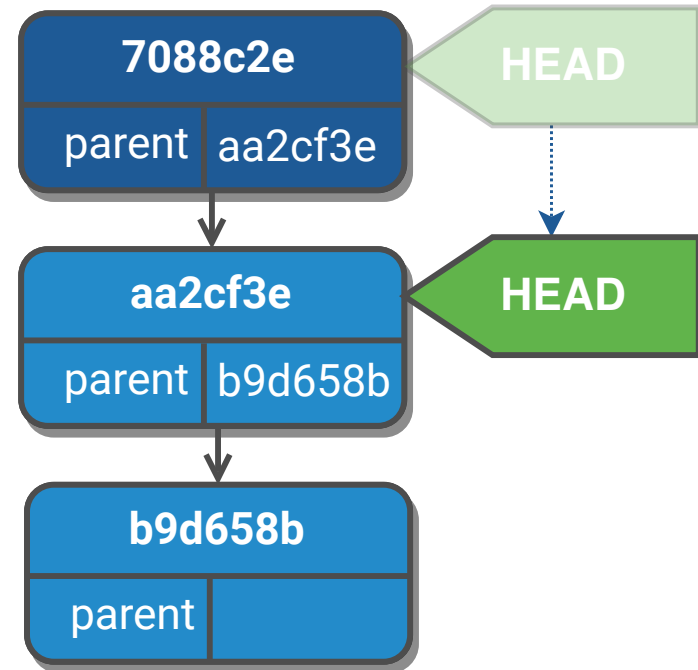 7088c2e
HEAD
parent aa2cf3e
aa2cf3e
HEAD
parent b9d658b
b9d658b
parent